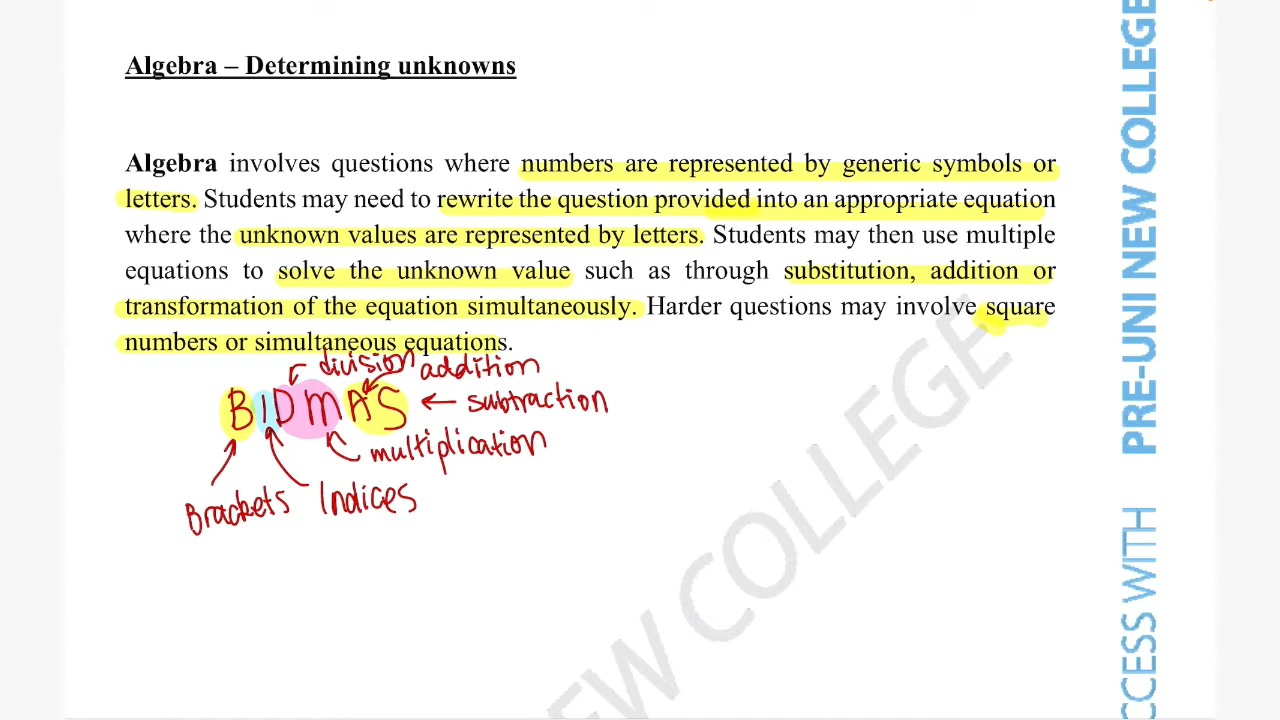 Algebra – Determining unknowns
Algebra involves questions where numbers are represented by generic symbols or
letters. Students may need to rewrite the question provided into an appropriate equation
where the unknown values are represented by letters. Students may then use multiple
equations to solve the unknown value such as through substitution, addition or
transformation of the equation simultaneously. Harder questions may involve square
numbers or simultaneous equations.
division
addition
BIDMAS
subtraction
multiplication
Brackets
Indices
EW COLLEGE
CCESS WITH PRE-UNI NEW COLLEGE